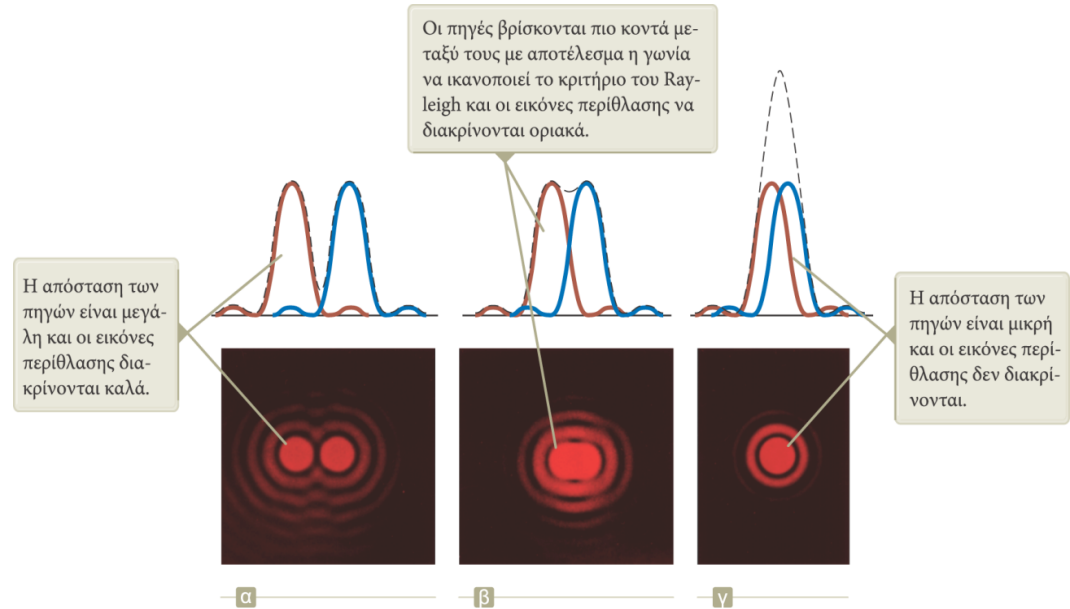 Οι πηγές βρίσκονται πιο κοντά με-
ταξύ τους με αποτέλεσμα η γωνία
να ικανοποιεί το κριτήριο του Ray-
leigh και οι εικόνες περίθλασης να
διακρίνονται οριακά.
Η απόσταση των
πηγών είναι μεγά-
λη και οι εικόνες
περίθλασης δια-
κρίνονται καλά.
Η απόσταση των
πηγών είναι μικρή
και οι εικόνες περί-
θλασης δεν διακρί-
νονται.
α
β
γ